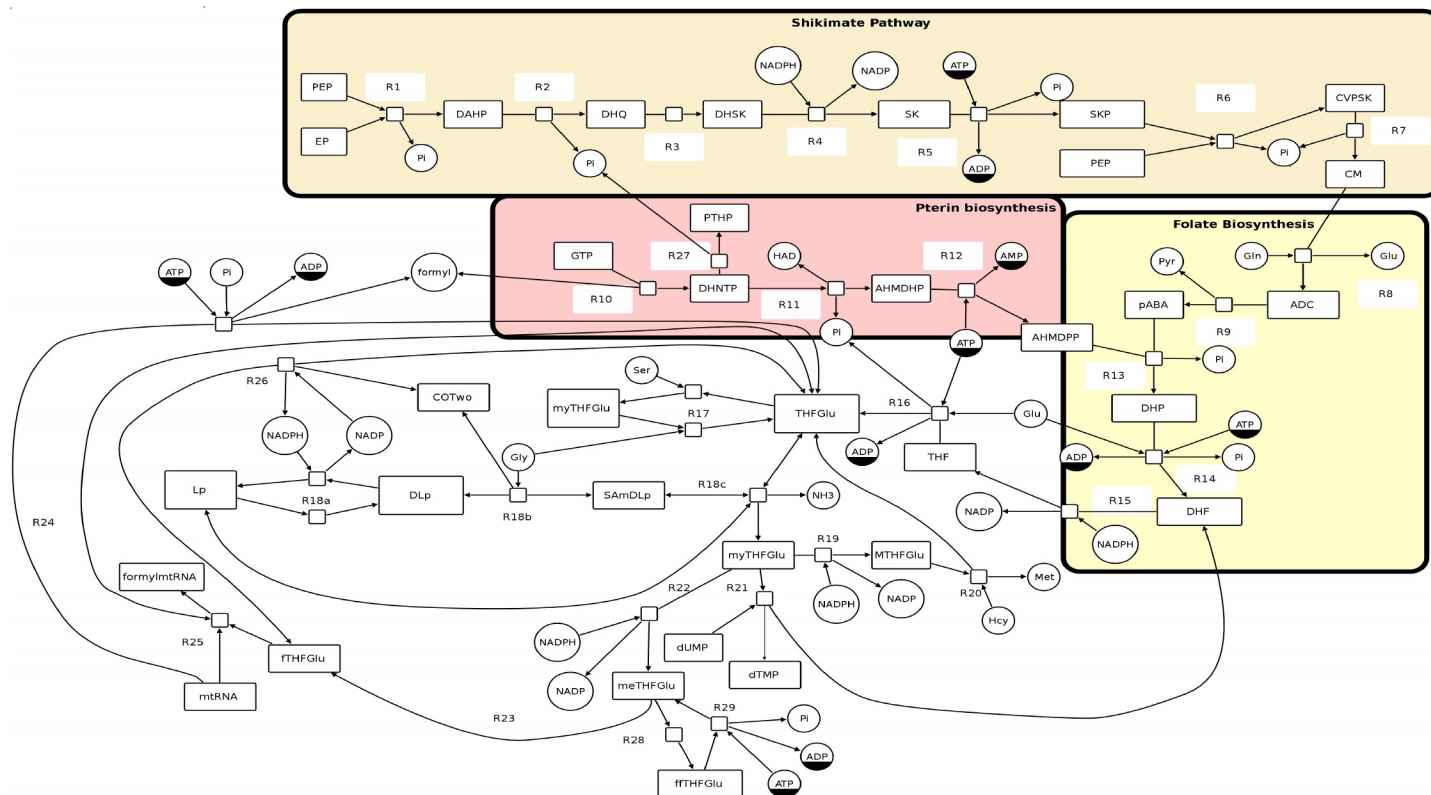 Shikimate Pathway
PEP
R1
R2
NADPH
NADP
ATP
Pi
R6
CVPSK
DAHP
DHQ
DHSK
SK
SKP
R7
EP
Pi
R3
Pi
R4
R5
ADP
PEP
Pi
CM
Pterin biosynthesis
PTHP
Folate Biosynthesis
GTP
R27
HAD
R12
AMP
Gln
Glu
Pyr
ATP
Pi
ADP
formyl
R10
DHNTP
R11
AHMDHP
pABA
ADC
R8
Pi
ATP
AHMDPP
R9
Pi
R13
R26
COTwo
Ser
myTHFGlu
R17
THFGlu
R16
Glu
DHP
NADPH
NADP
Gly
ADP
THF
ATP
ADP
Pi
R14
Lp
R18a
DLp
R18b
SAmDLp
R18c
NH3
NADP
R15
DHF
NADPH
R24
myTHFGlu
R19
MTHFGlu
formylmtRNA
R22
R21
NADPH
NADP
R20
Met
Hcy
R25
fTHFGlu
NADPH
dUMP
mtRNA
NADP
meTHFGlu
dTMP
R23
R29
Pi
R28
ADP
ffTHFGlu
ATP